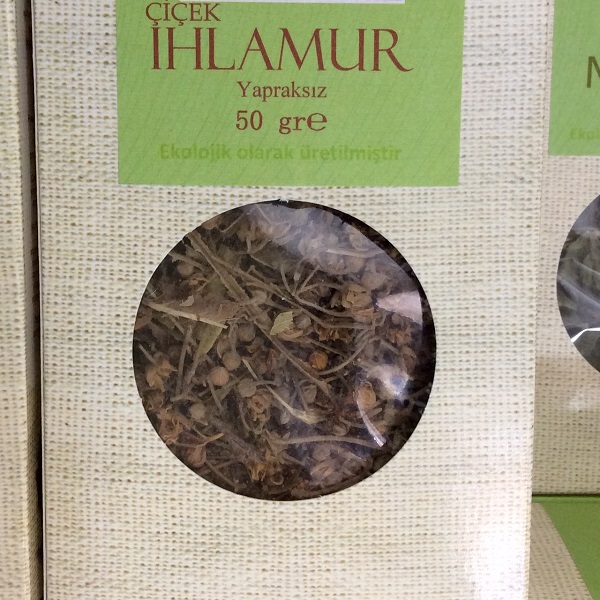 ÇİÇEK
İHLAMUR
Yapraksız
50 gre
Ekolojik olarak üretilmiştir